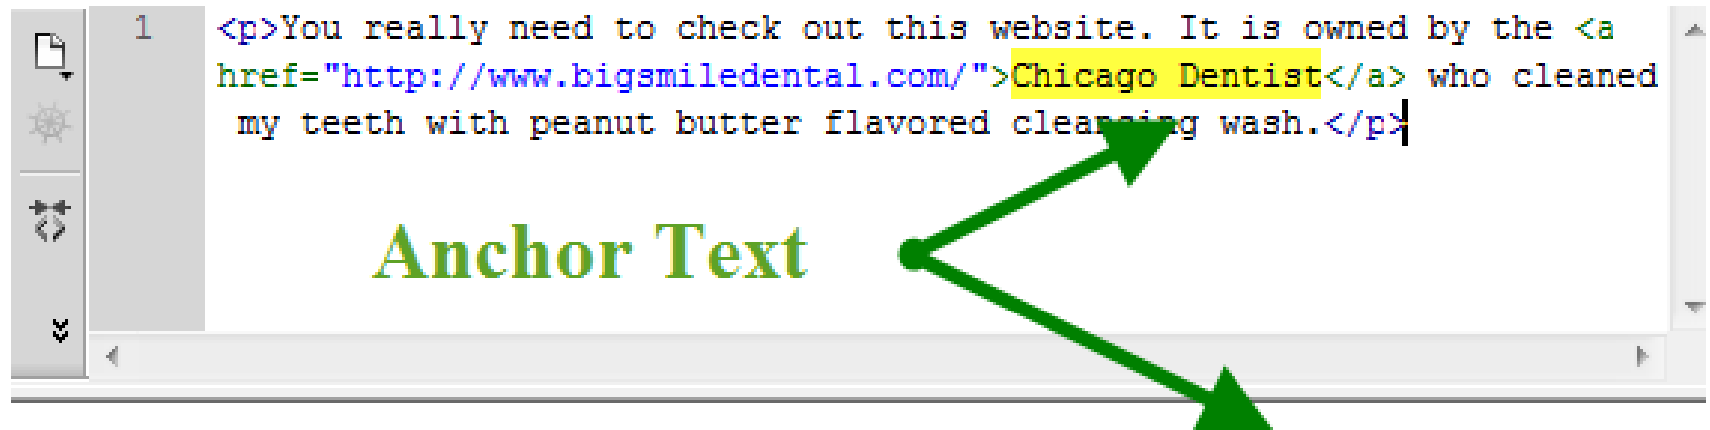 1 <p>You really need to check out this website. It is owned by the <a
href="http://www.bigsmiledental.com/">Chicago Dentist</a> who cleaned
my teeth with peanut butter flavored cleansing wash.</p>
Anchor Text